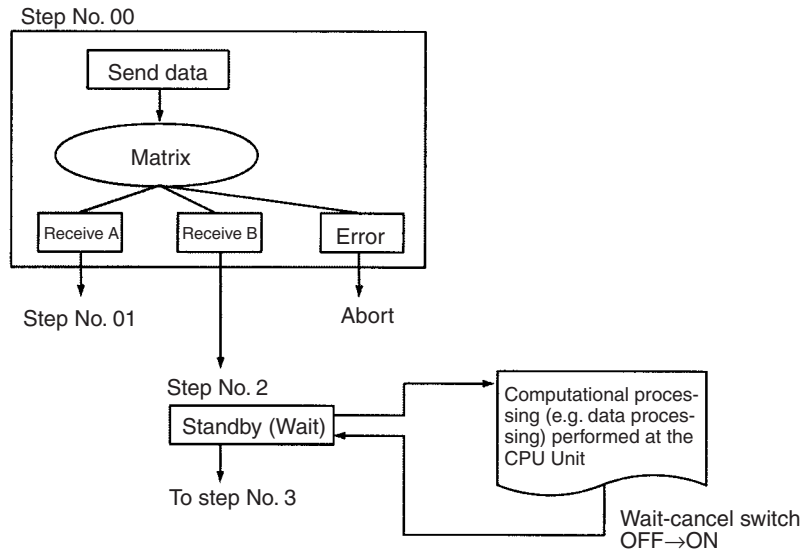 Step No. 00
Send data
Matrix
Receive A
Receive B
Error
Step No. 01
Abort
Step No. 2
Standby (Wait)
Computational proces-
sing (e.g. data proces-
sing) performed at the
CPU Unit
To step No. 3
Wait-cancel switch
OFF→ON